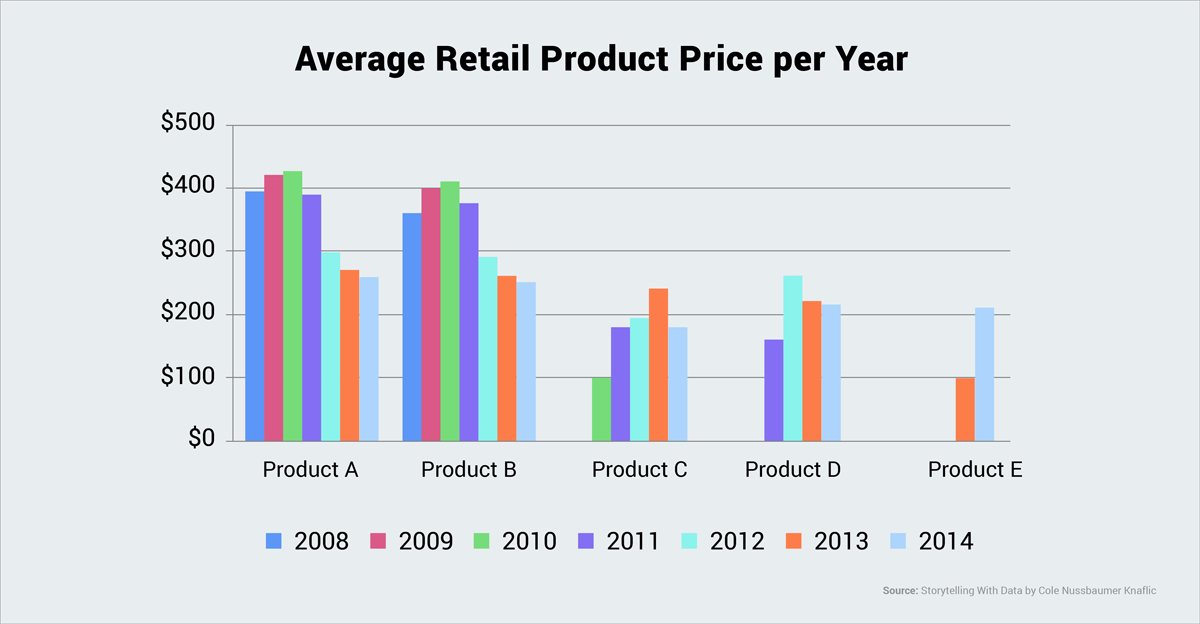 Average Retail Product Price per Year
$500
$400
$300
$200
$100
$0
Product A Product B Product C Product D Product E
2008 2009 2010 2011 2012 2013 2014
Source: Storytelling With Data by Cole Nussbaumer Knaflic